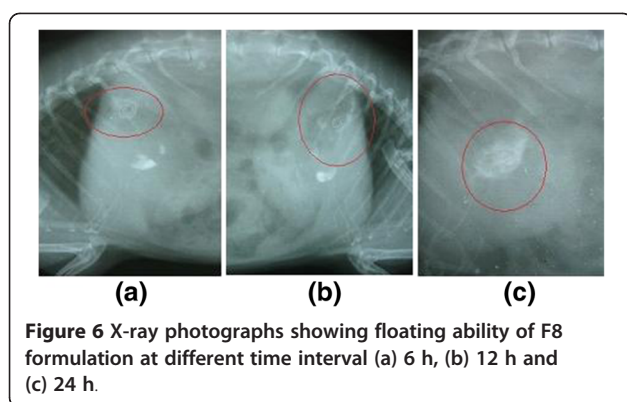 (a) (b) (c)
Figure 6 X-ray photographs showing floating ability of F8
formulation at different time interval (a) 6 h, (b) 12 h and
(c) 24 h.